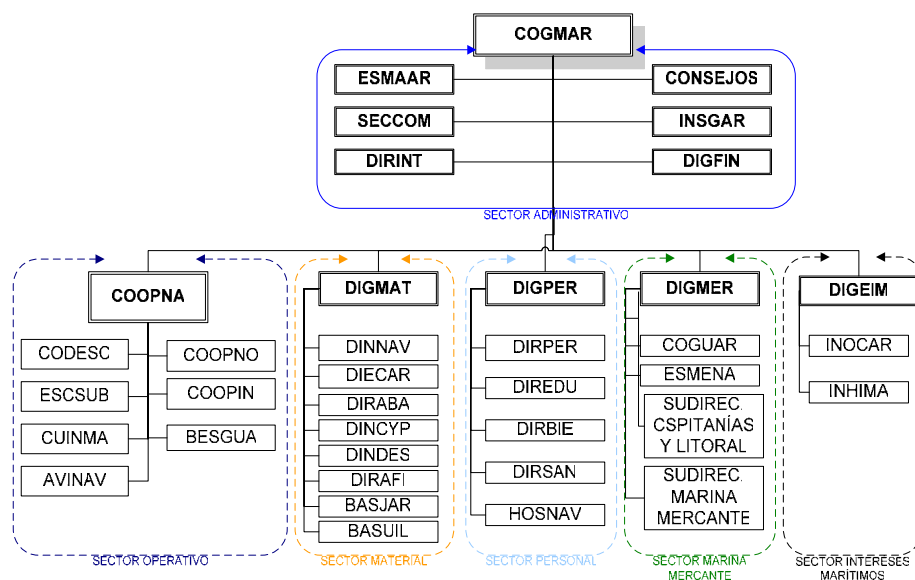 COGMAR
ESMAAR
CONSEJOS
SECCOM
INSGAR
DIRINT
DIGFIN
SECTOR ADMINISTRATIVO
COOPNA
CODESC
COOPNO
ESCSUB
COOPIN
CUINMA
BESGUA
AVINAV
SECTOR OPERATIVO
DIGMAT
DINNAV
DIECAR
DIRABA
DINCYP
DINDES
DIRAFI
BASJAR
BASUIL
SECTOR MATERIAL
DIGPER
DIRPER
DIREDU
DIRBIE
DIRSAN
HOSNAV
SECTOR PERSONAL
DIGMER
COGUAR
ESMENA
SUDIREC.
CSPITANÍAS
Y LITORAL
SUDIREC.
MARINA
MERCANTE
SECTOR MARINA
MERCANTE
DIGEIM
INOCAR
INHIMA
SECTOR INTERESES
MARÍTIMOS